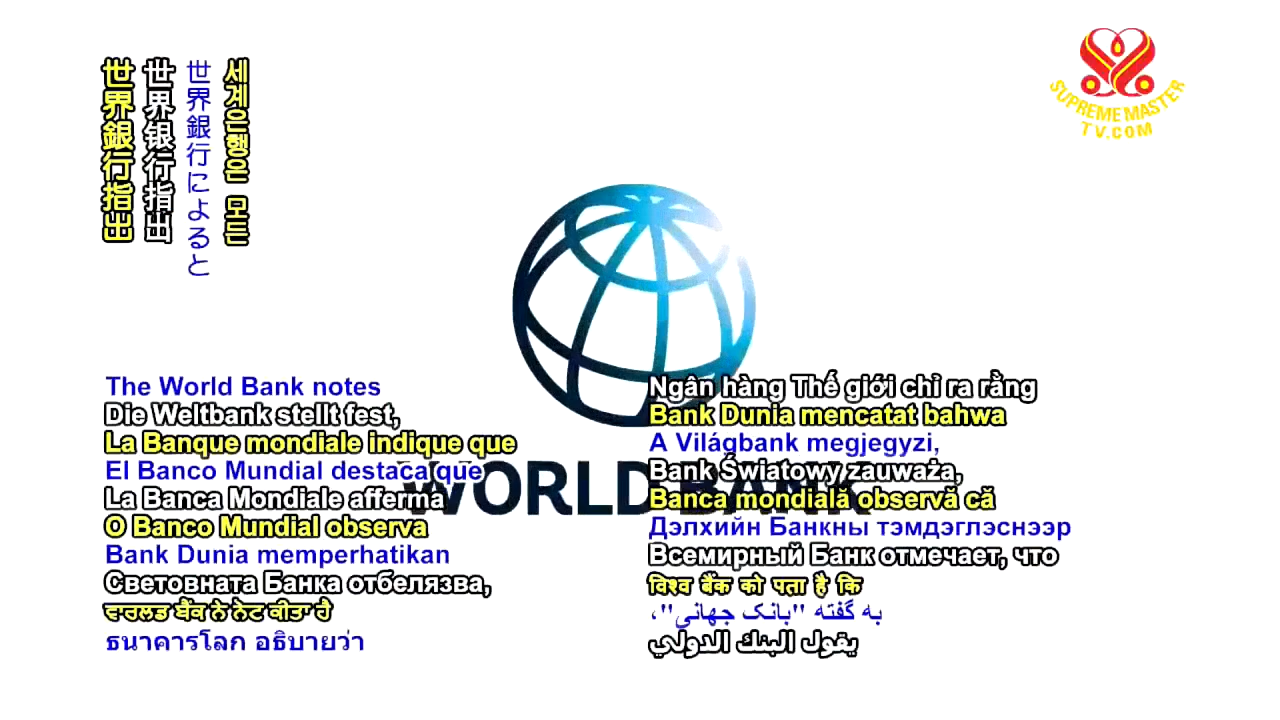 世界銀行指出
世界银行指出
世界銀行によると
세계은행은 모든
SUPREME MASTER
TV.COM
The World Bank notes
Die Weltbank stellt fest,
La Banque mondiale indique que
El Banco Mundial destaca que
La Banca Mondiale afferma
O Banco Mundial observa
Bank Dunia memperhatikan
Световната Банка отбелязва,
ਵਾਰਲਡ ਬੈਂਕ ਨੇ ਨੋਟ ਕੀਤਾ ਹੈ
ธนาคารโลก อธิบายว่า
WORLD BANK
Ngân hàng Thế giới chỉ ra rằng
Bank Dunia mencatat bahwa
A Világbank megjegyzi,
Bank Światowy zauważa,
Banca mondială observă că
Дэлхийн Банкны тэмдэглэснээр
Всемирный Банк отмечает, что
विश्व बैंक को पता है कि
به گفته "بانک جهانی"،
يقول البنك الدولي